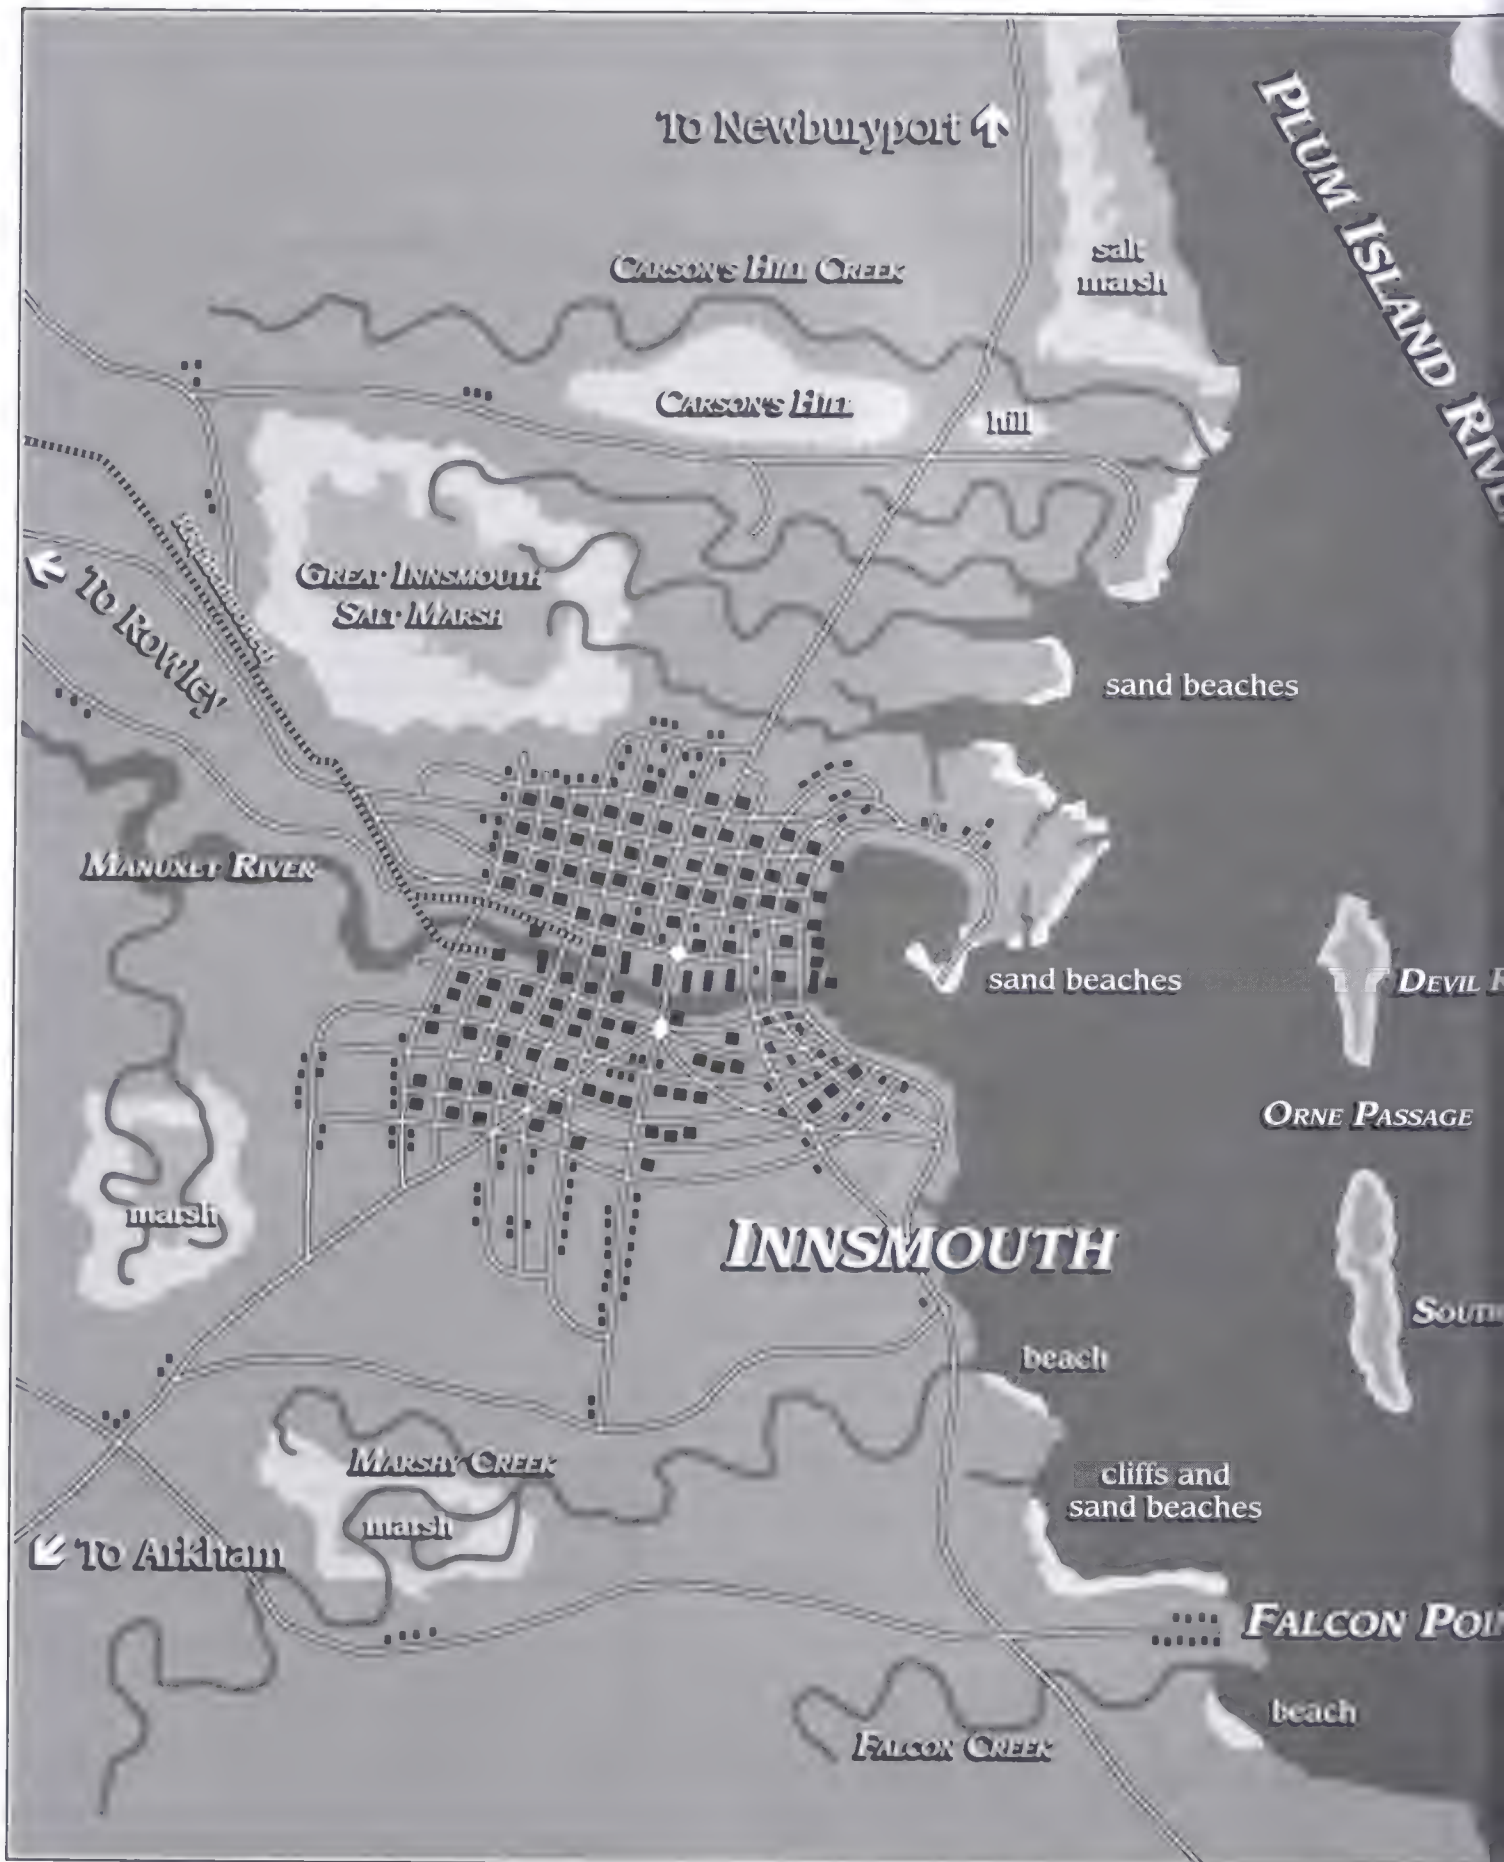 To Newburyport
PLUM ISLAND RIVE
salt
marsh
CARSON'S HILL CREEK
CARSON'S HILL
hill
GREAT INNSMOUTH
SALT MARSH
To Rowley
sand beaches
MANUXET RIVER
sand beaches
DEVIL R
ORNE PASSAGE
marsh
INNSMOUTH
SOUTH
beach
MARSHY CREEK
marsh
cliffs and
sand beaches
To Arkham
FALCON POIN
beach
FALCON CREEK